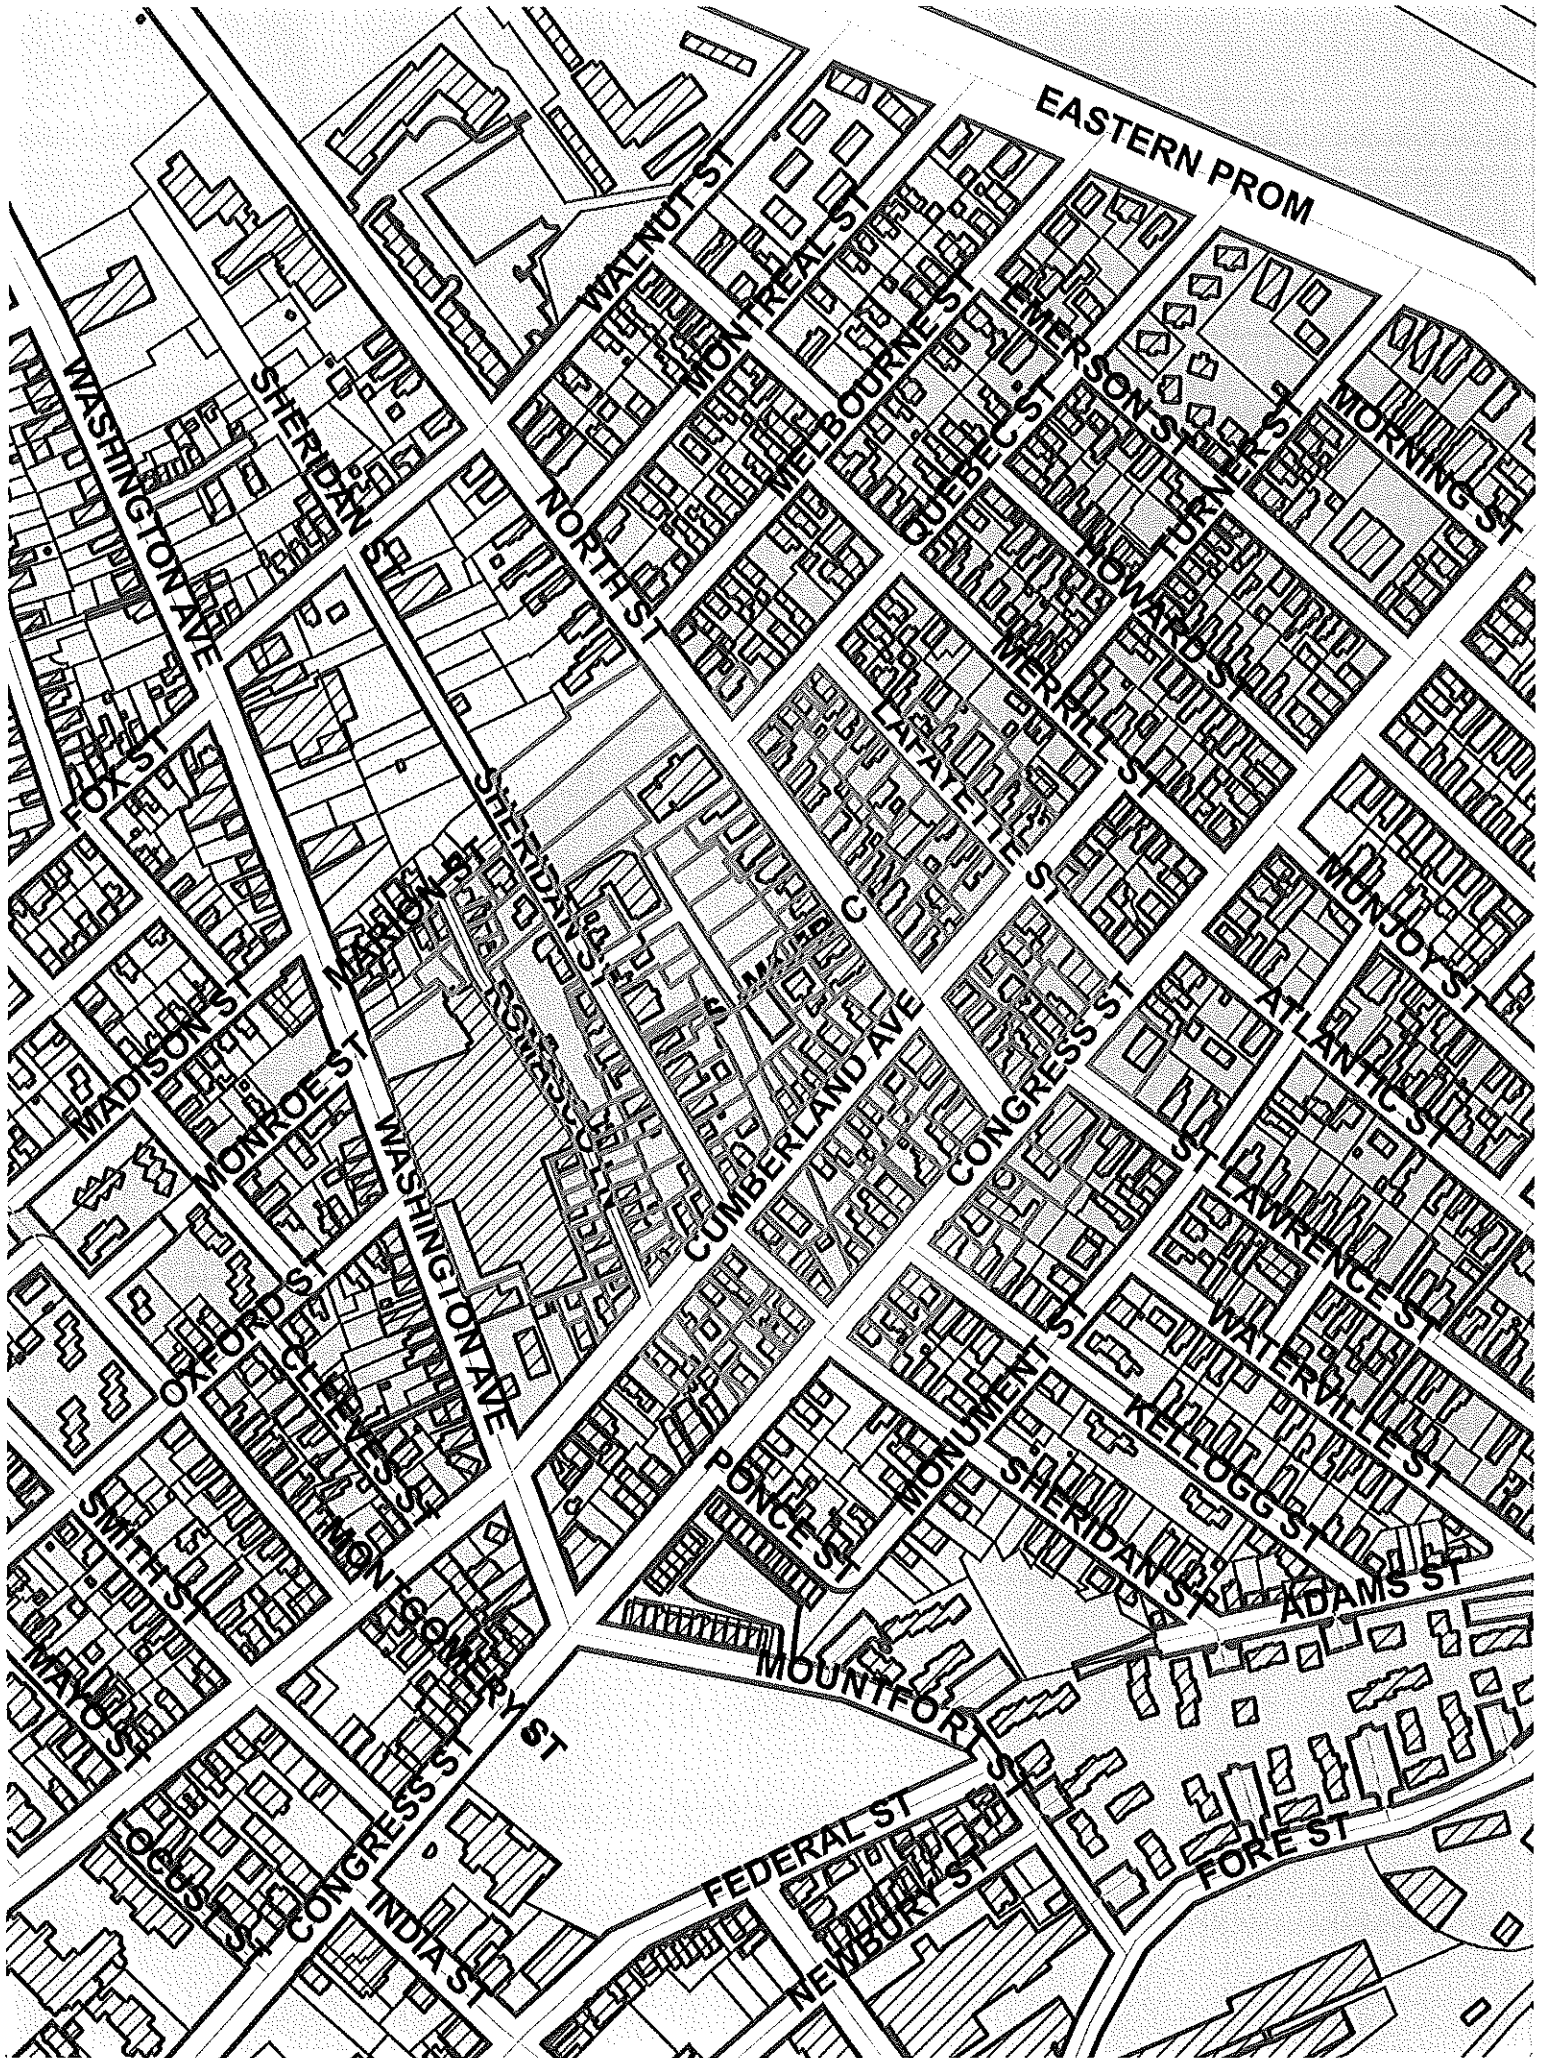 EASTERN PROM
WALNUT ST
MONTREAL ST
MELBOURNE S
EMERSON ST
WASHINGTON AVE
SHERIDAN S
QUEBEC ST
TURNER ST
MORNING ST
NORTH ST
HOWARD ST
MERRILL ST
FOX ST
LAFAYETTE S
SHERIDAN ST
MARION ST
MUNJOY ST
MADISON ST
ATLANTIC ST
MONROE ST
CONGRESS ST
CUMBERLAND AVE
WASHINGTON AVE
ST LAWRENCE ST
OXFORD ST
WATERVILLE ST
CLEEVES ST
MONUMENT ST
KELLOGG ST
PONCE ST
SHERIDAN ST
SMITH ST
MONTGOMERY ST
ADAMS ST
MAYO ST
MOUNTFORT ST
FEDERAL ST
FORE ST
LOCUST ST
CONGRESS ST
INDIA ST
NEWBURY ST